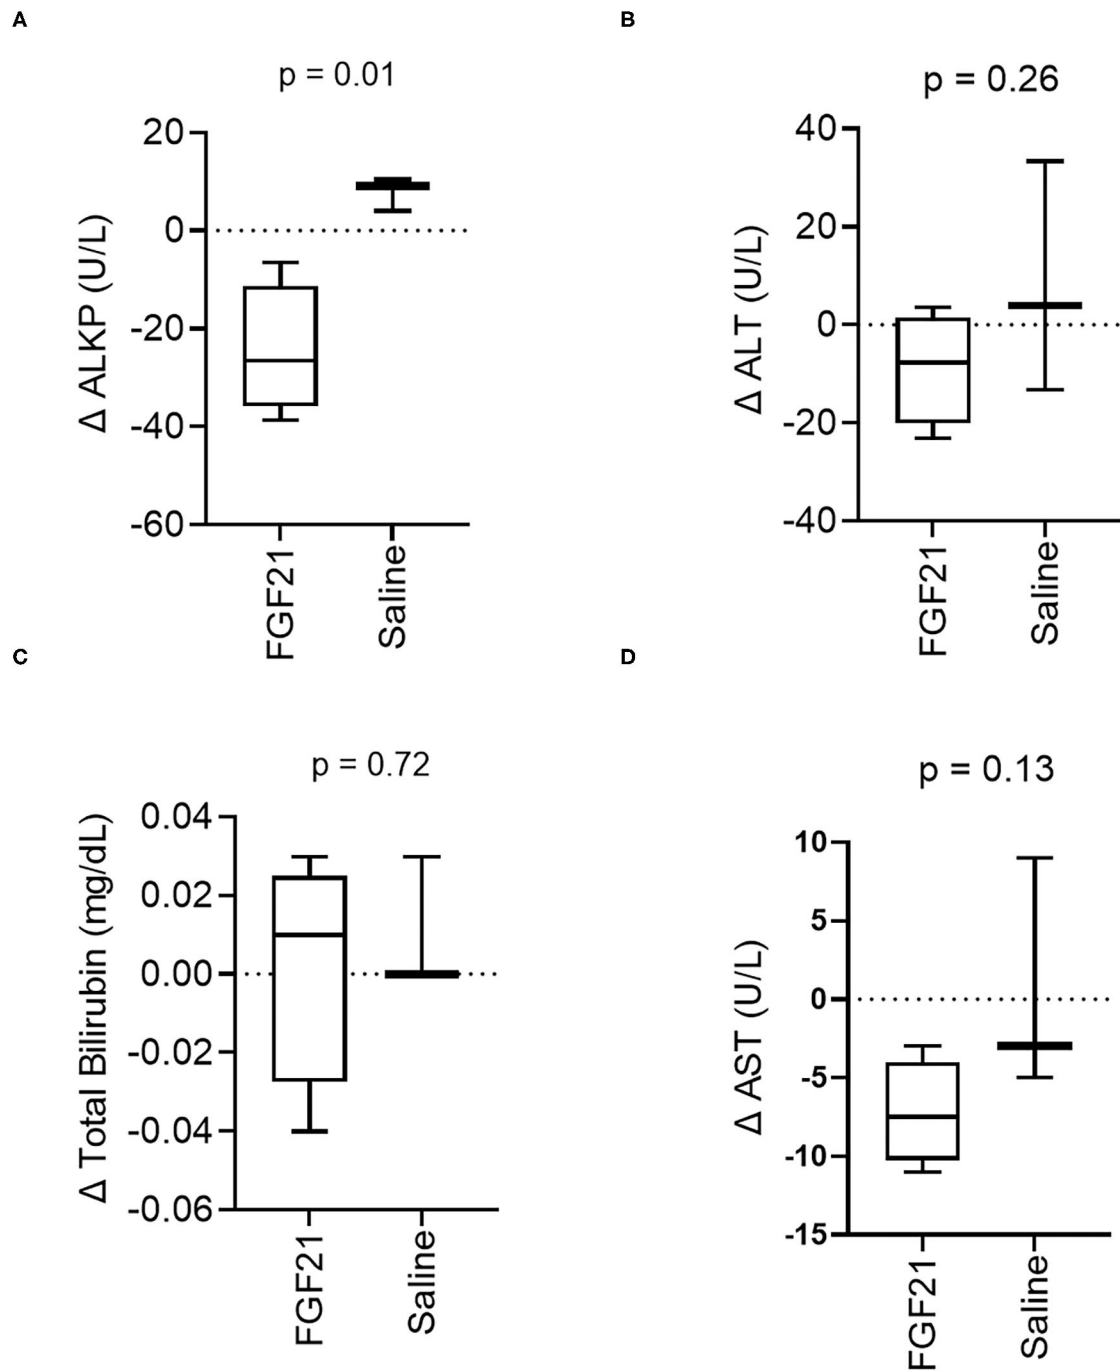 A
p = 0.01
20
0
-20
-40
-60
Δ ALKP (U/L)
FGF21
Saline
B
p = 0.26
40
20
0
-20
-40
Δ ALT (U/L)
FGF21
Saline
C
p = 0.72
0.04
0.02
0.00
-0.02
-0.04
-0.06
Δ Total Bilirubin (mg/dL)
FGF21
Saline
D
p = 0.13
10
5
0
-5
-10
-15
Δ AST (U/L)
FGF21
Saline